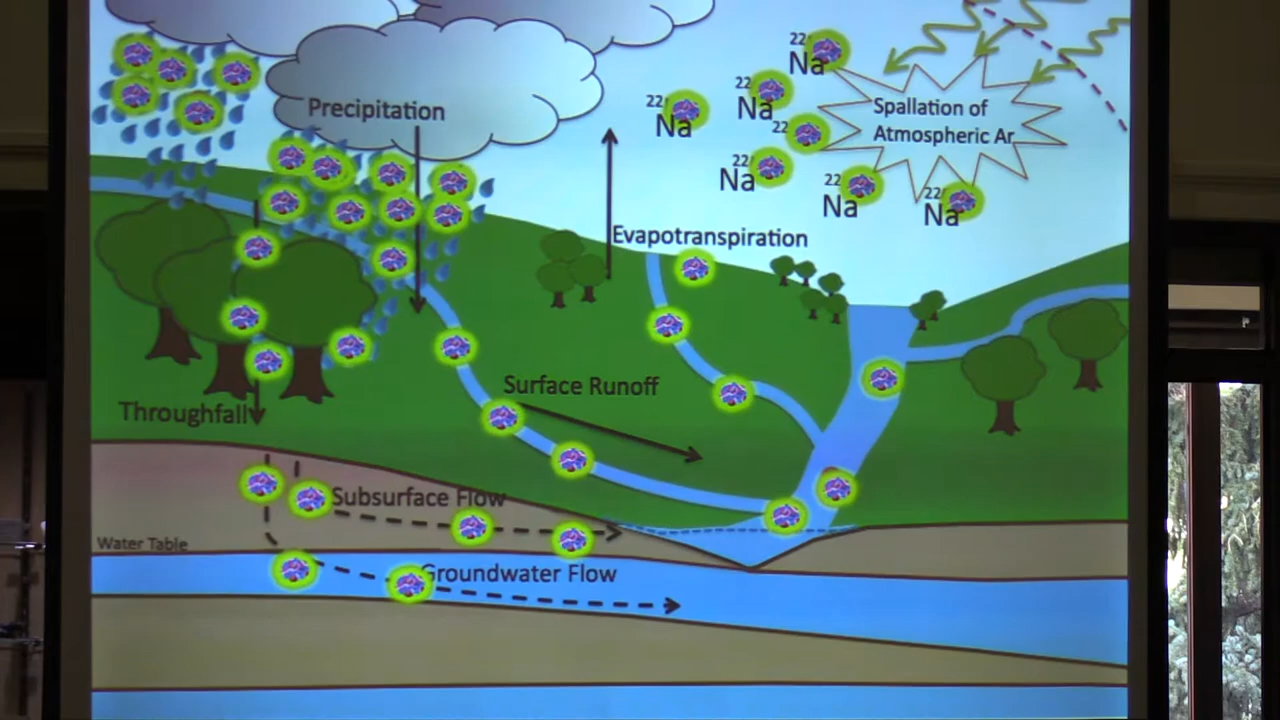 22
Na
22
Na
22
Na
22
22
Na
22
Na
22
Na
Spallation of
Atmospheric Ar
Precipitation
Evapotranspiration
Surface Runoff
Throughfall
Subsurface Flow
Water Table
Groundwater Flow